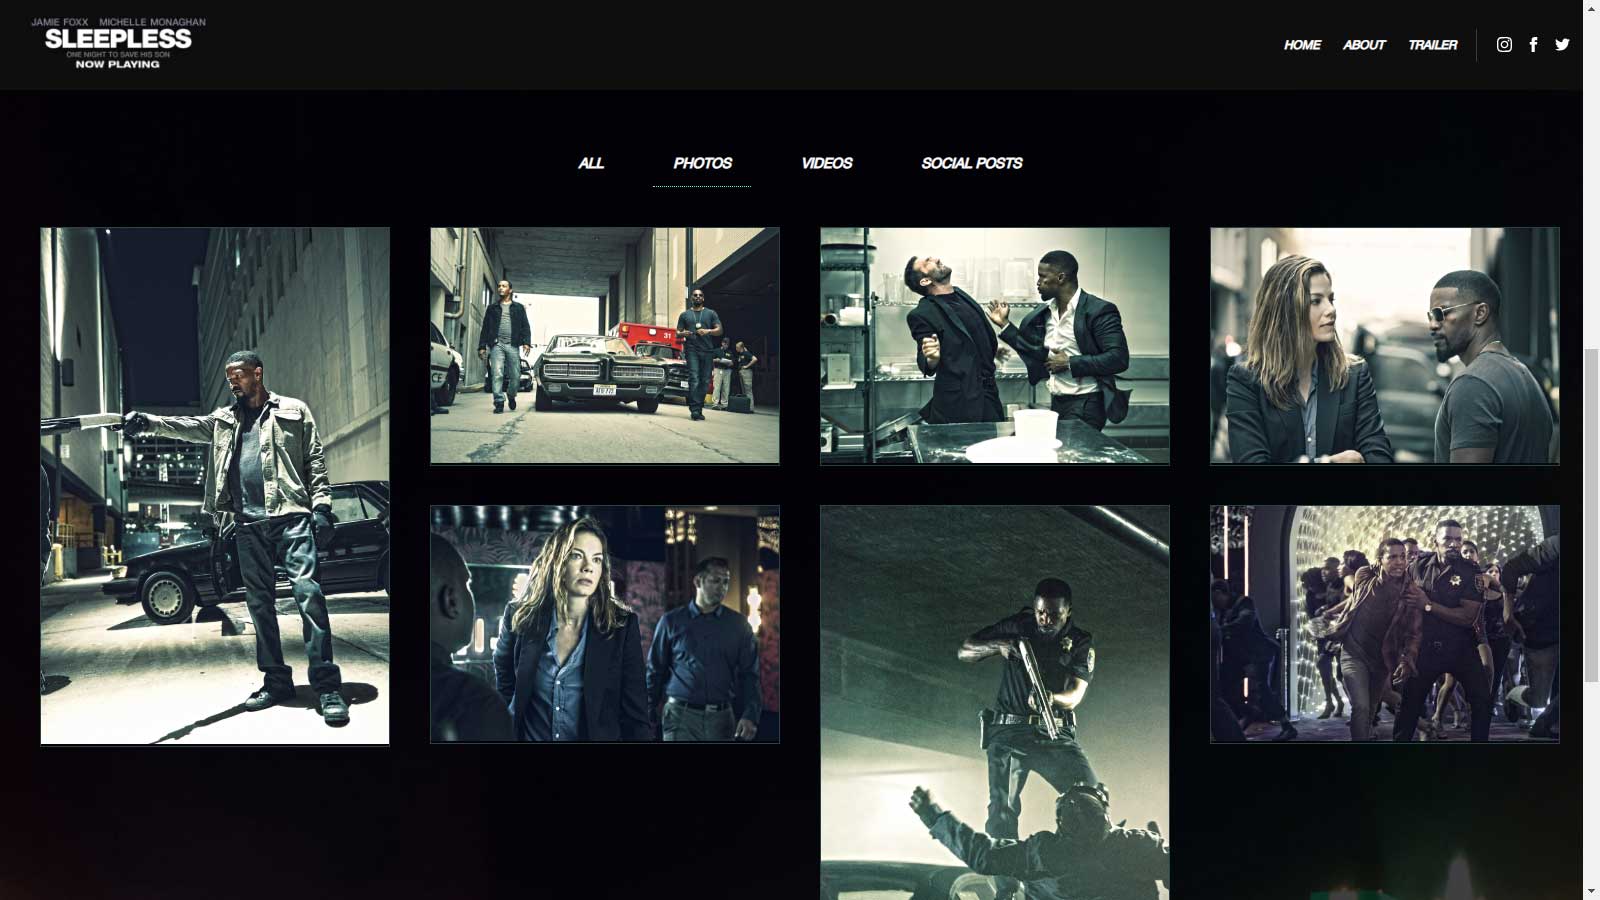 JAMIE FOXX MICHELLE MONAGHAN
SLEEPLESS
ONE NIGHT TO SAVE HIS SON
NOW PLAYING
HOME ABOUT TRAILER
ALL PHOTOS VIDEOS SOCIAL POSTS
31